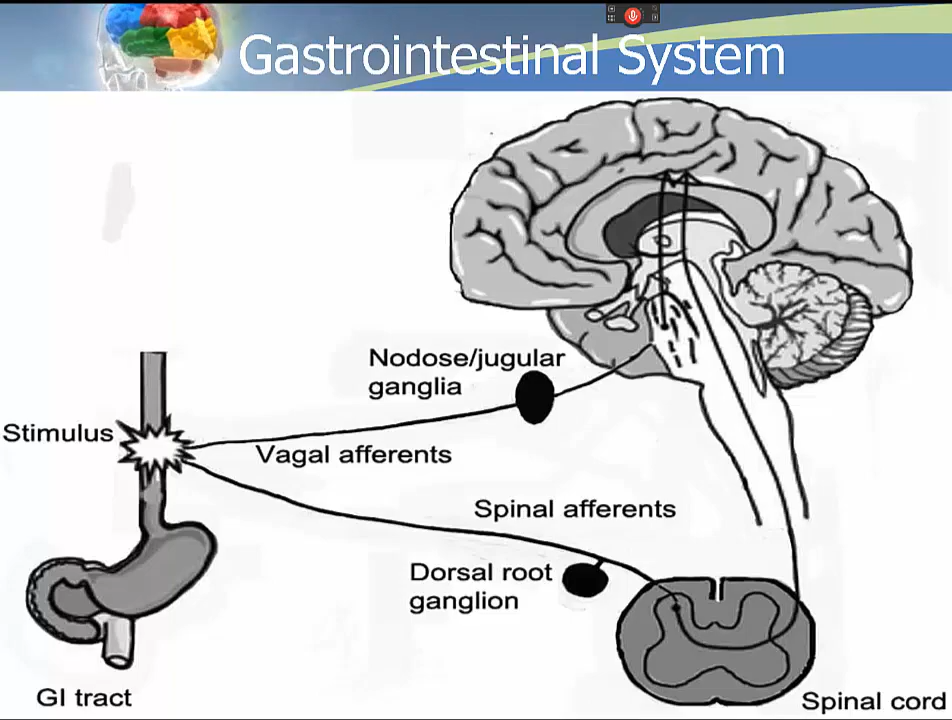 Gastrointestinal System
Nodose/jugular
ganglia
Stimulus
Vagal afferents
Spinal afferents
Dorsal root
ganglion
GI tract
Spinal cord